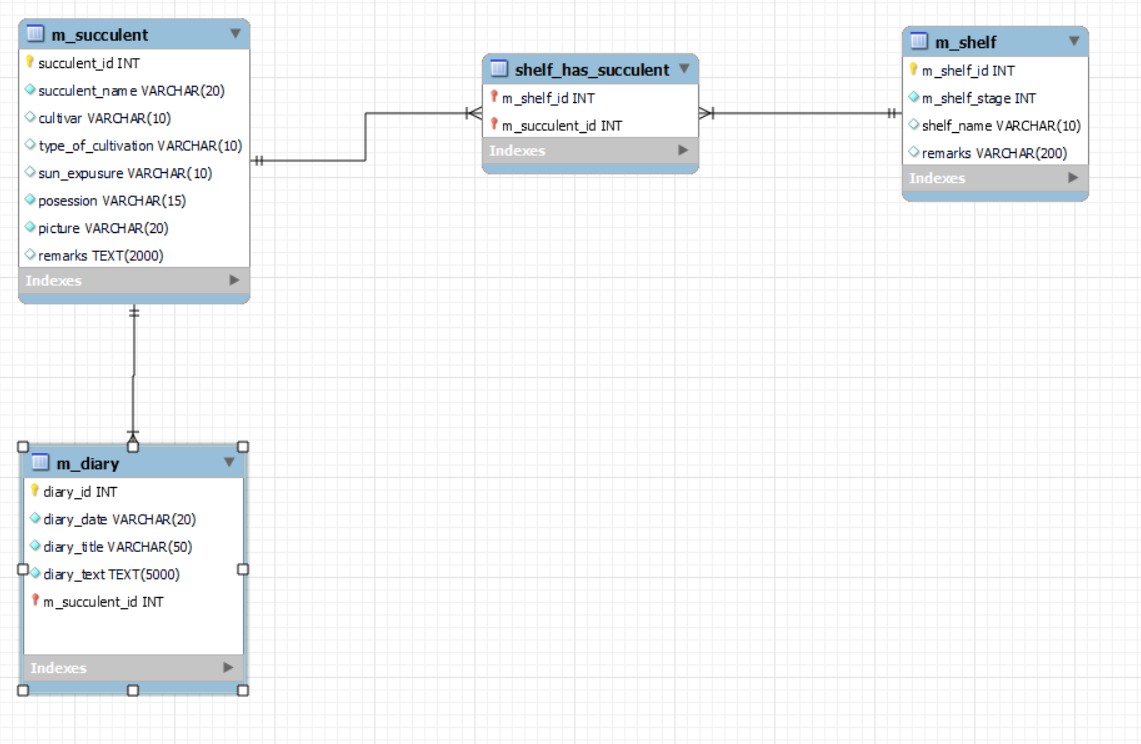 m_succulent
succulent_id INT
succulent_name VARCHAR(20)
cultivar VARCHAR(10)
type_of_cultivation VARCHAR(10)
sun_expusure VARCHAR(10)
posession VARCHAR(15)
picture VARCHAR(20)
remarks TEXT(2000)
Indexes
shelf_has_succulent
m_shelf_id INT
m_succulent_id INT
Indexes
m_shelf
m_shelf_id INT
m_shelf_stage INT
shelf_name VARCHAR(10)
remarks VARCHAR(200)
Indexes
m_diary
diary_id INT
diary_date VARCHAR(20)
diary_title VARCHAR(50)
diary_text TEXT(5000)
m_succulent_id INT
Indexes